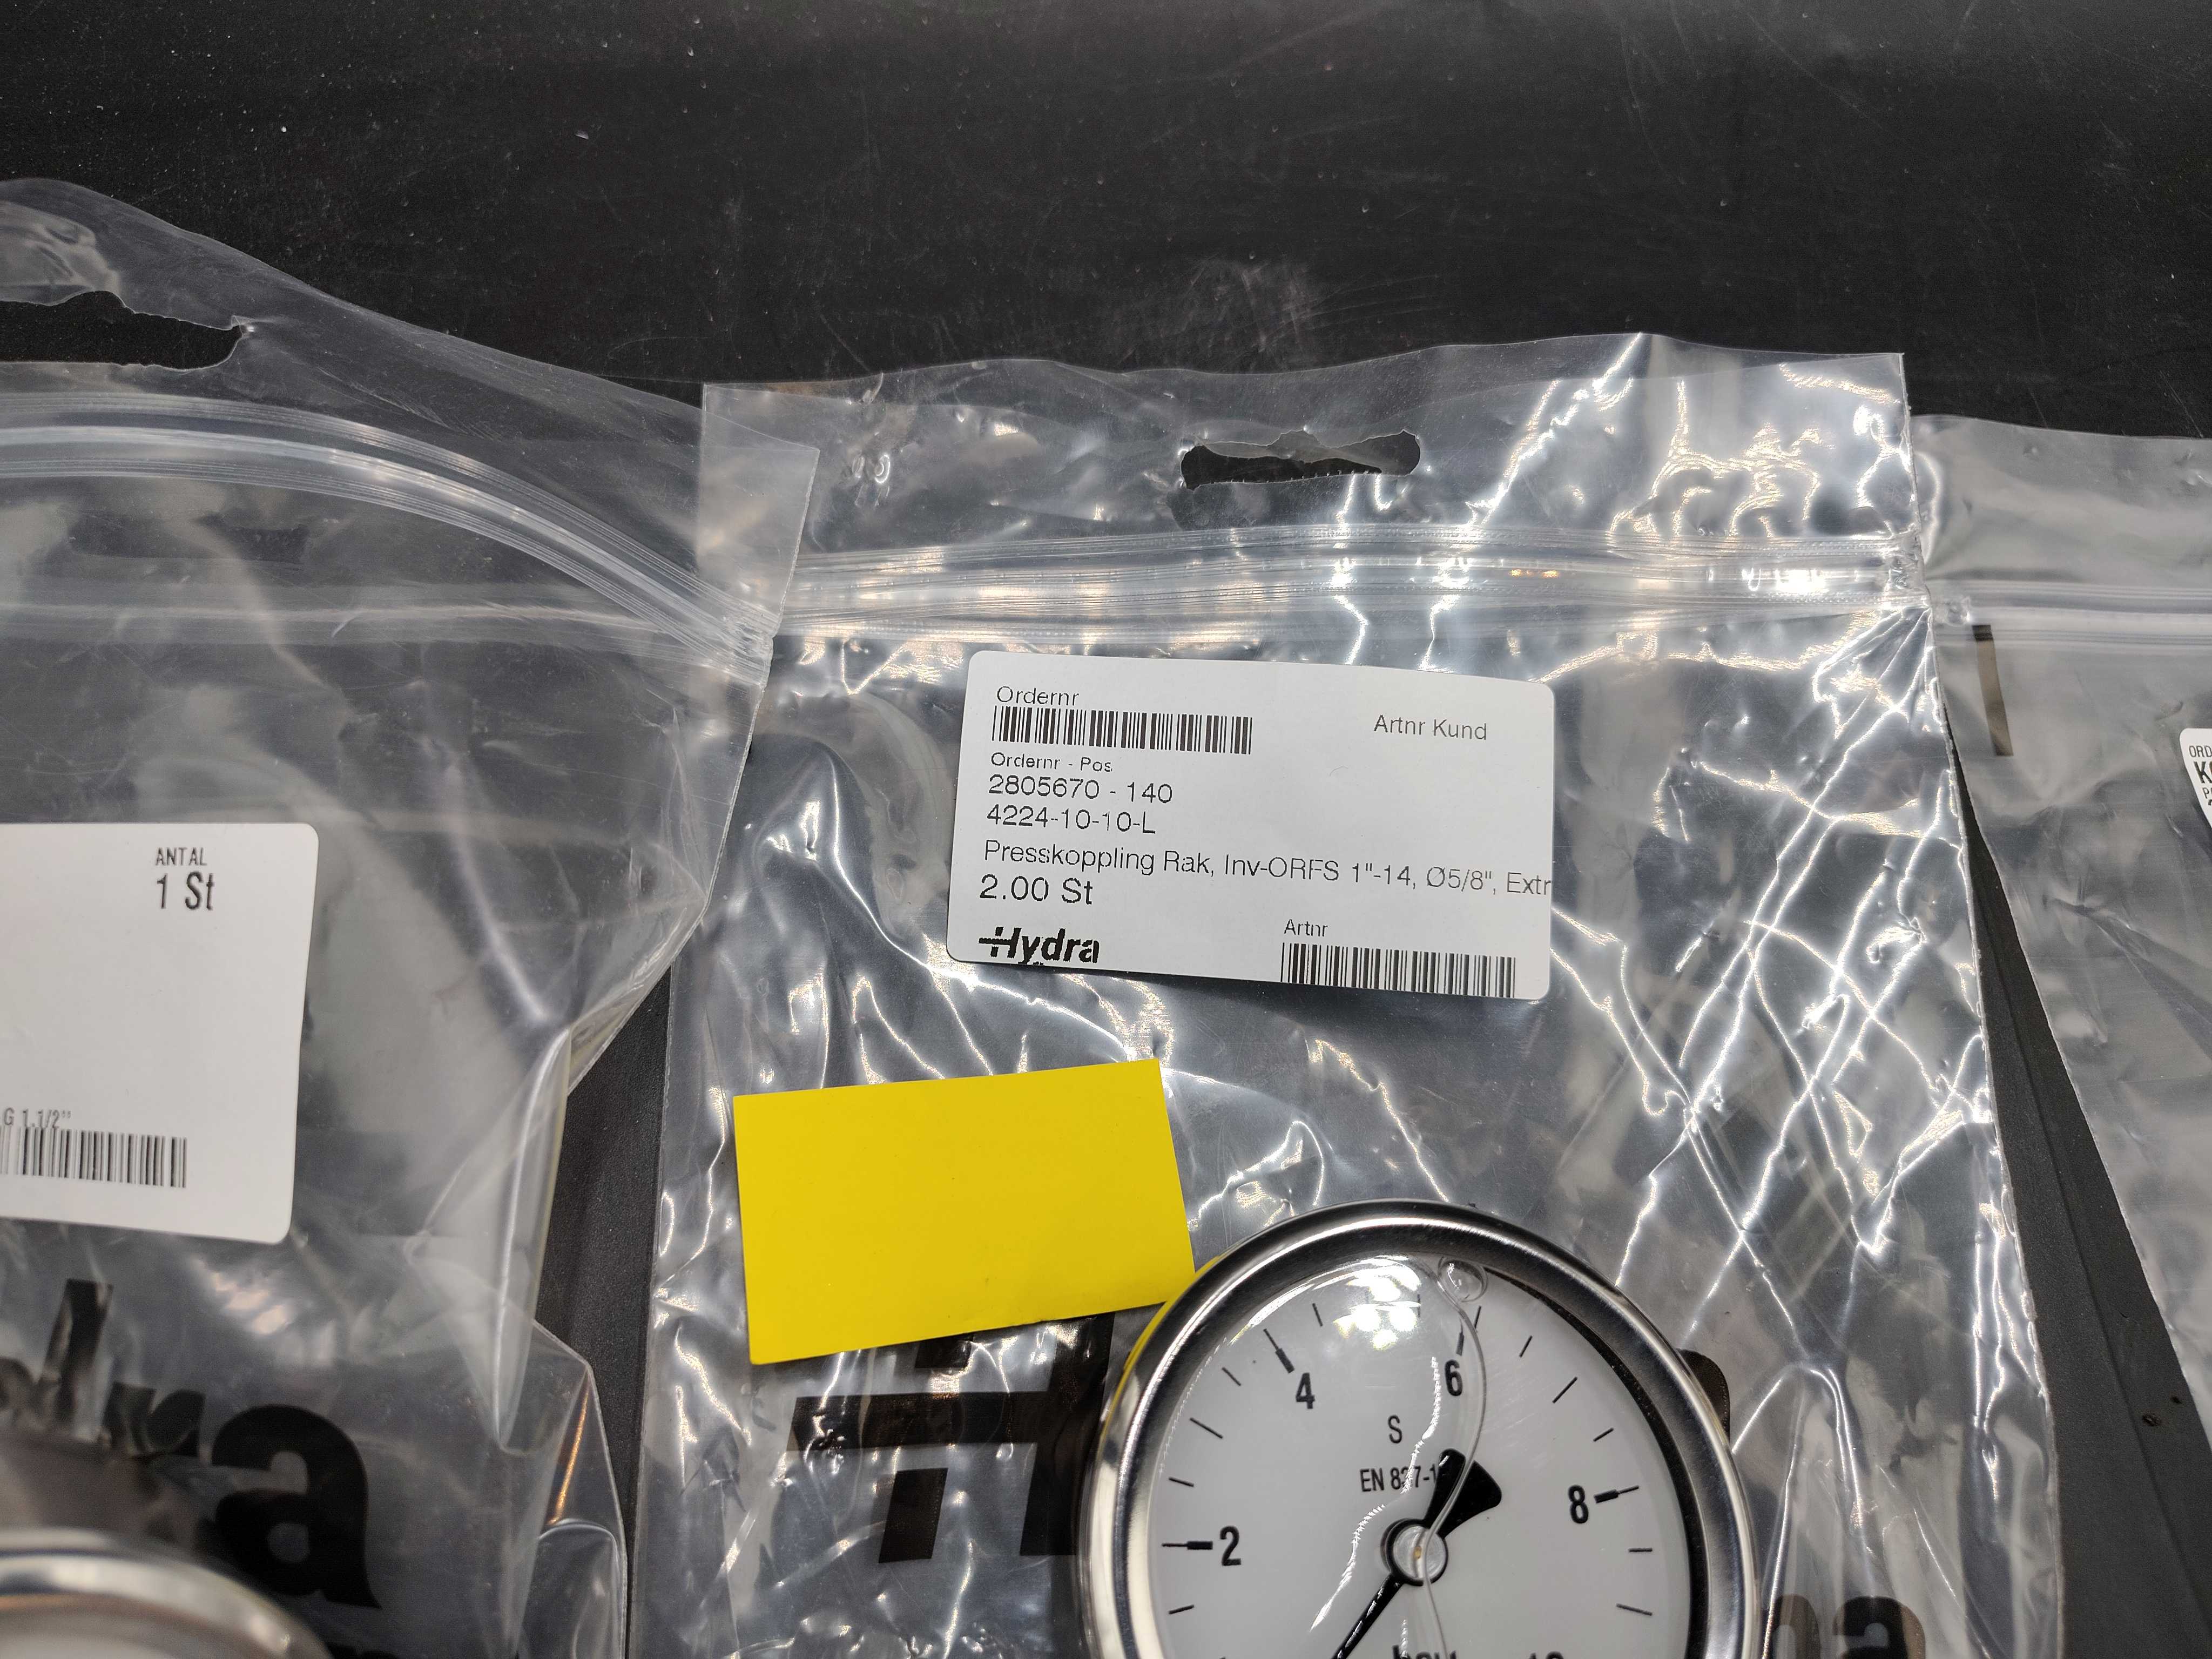 Ordernr
Artnr Kund
Ordernr - Pos
2805670 - 140
4224-10-10-L
Presskoppling Rak, Inv-ORFS 1"-14, Ø5/8", Extr
2.00 St
Hydra
Artnr
ANTAL
1 St
G 1.1/2"
4
6
S
8
2